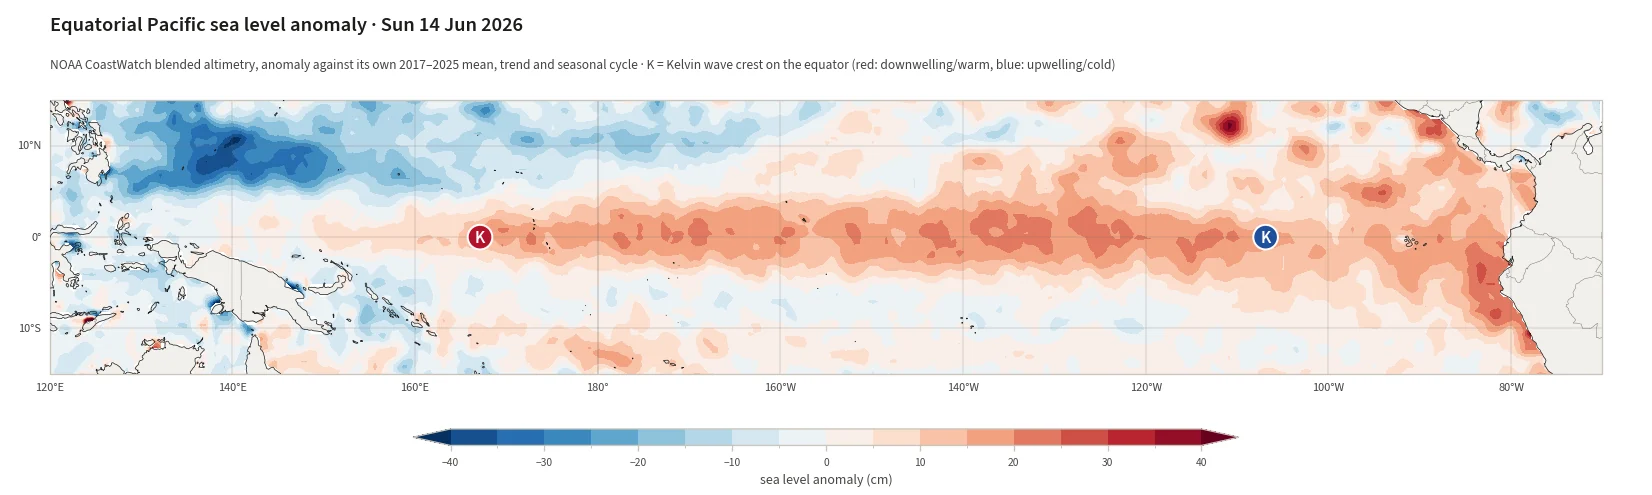 Equatorial Pacific sea level anomaly · Sun 14 Jun 2026
NOAA CoastWatch blended altimetry, anomaly against its own 2017–2025 mean, trend and seasonal cycle · K = Kelvin wave crest on the equator (red: downwelling/warm, blue: upwelling/cold)
10°N
0°
K
K
10°S
120°E 140°E 160°E 180° 160°W 140°W 120°W 100°W 80°W
−40 −30 −20 −10 0 10 20 30 40
sea level anomaly (cm)